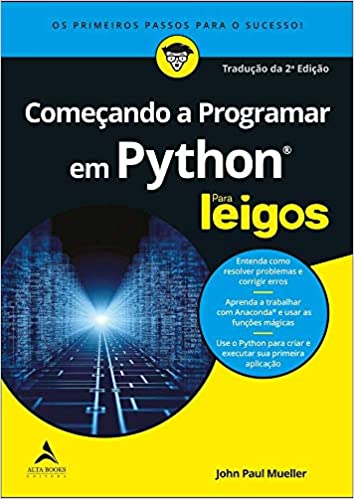 OS PRIMEIROS PASSOS PARA O SUCESSO!
Tradução da 2ª Edição
Começando a Programar
em Python®
Para
leigos
Entenda como
resolver problemas e
corrigir erros
Aprenda a trabalhar
com Anaconda® e usar as
funções mágicas
Use o Python para criar e
executar sua primeira
aplicação
ALTA BOOKS
EDITORA
John Paul Mueller